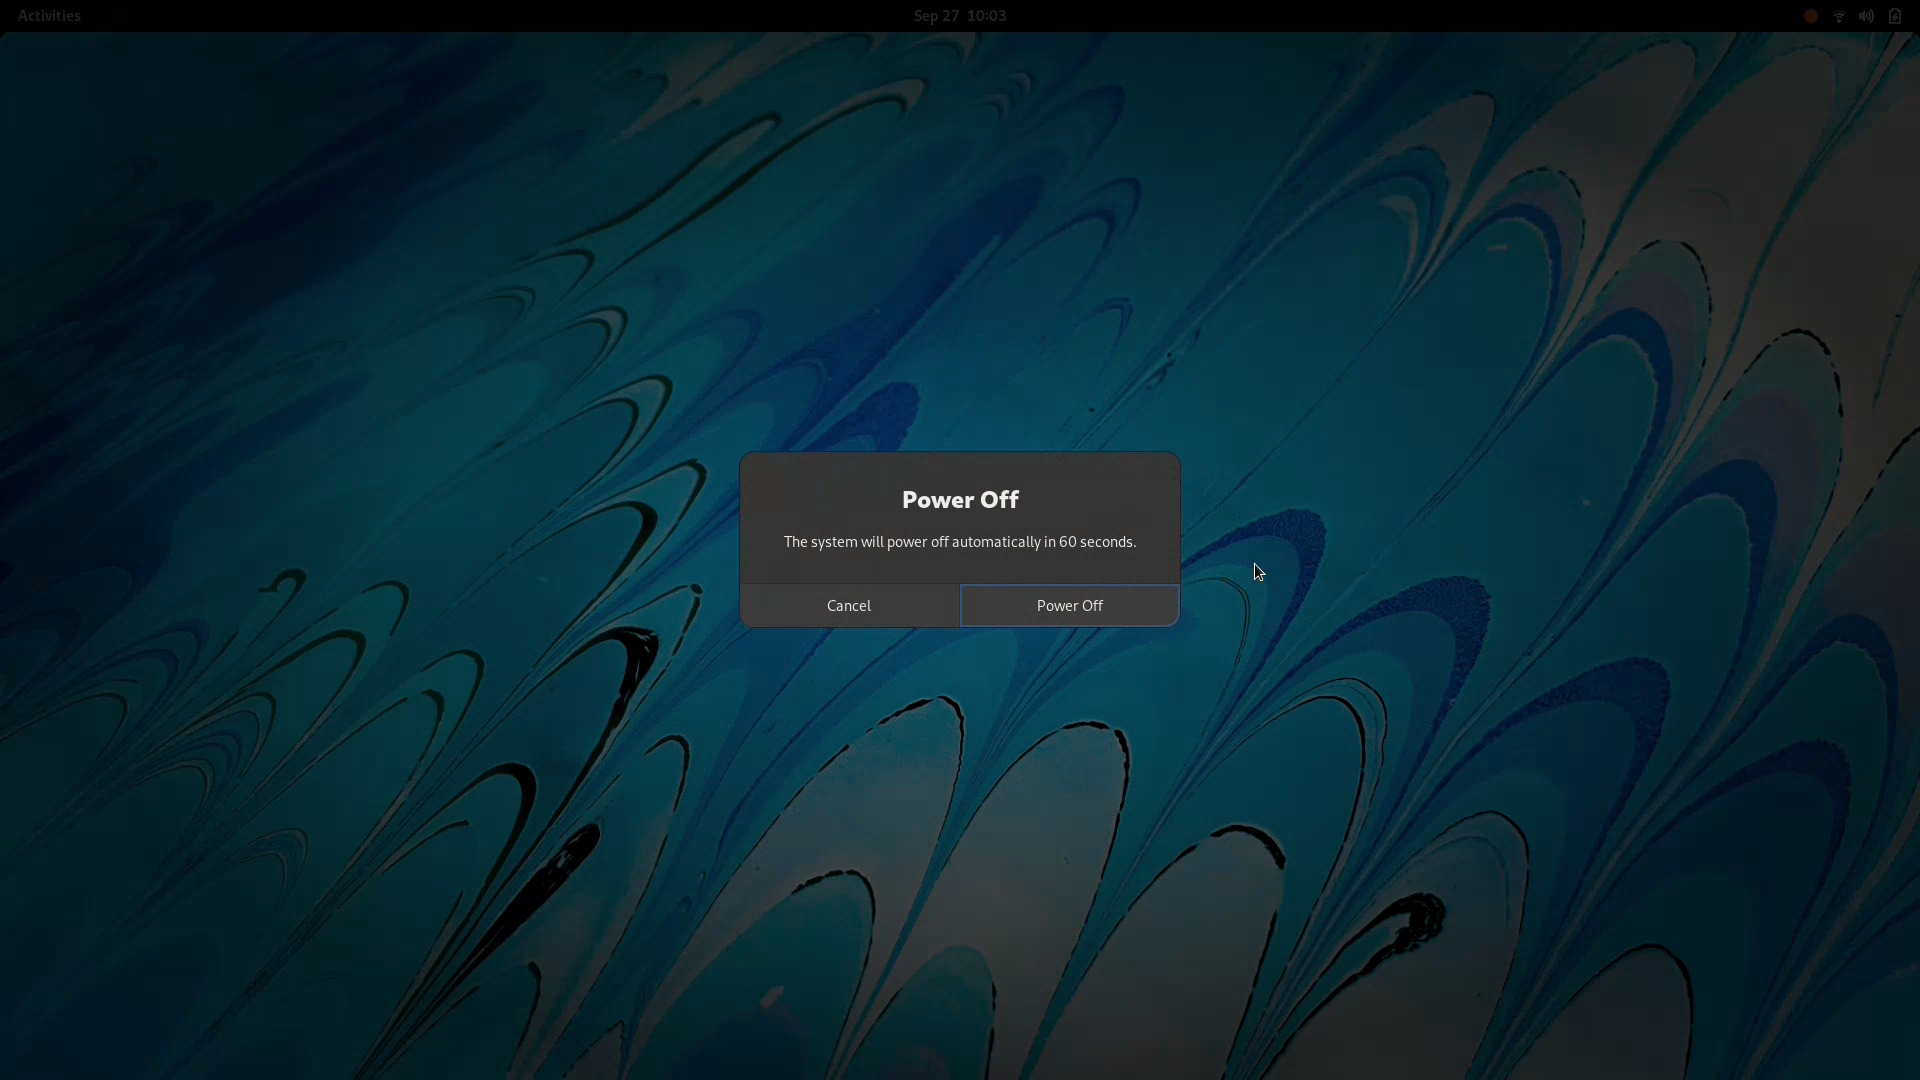 Activities
Sep 27 10:03
Power Off
The system will power off automatically in 60 seconds.
Cancel
Power Off